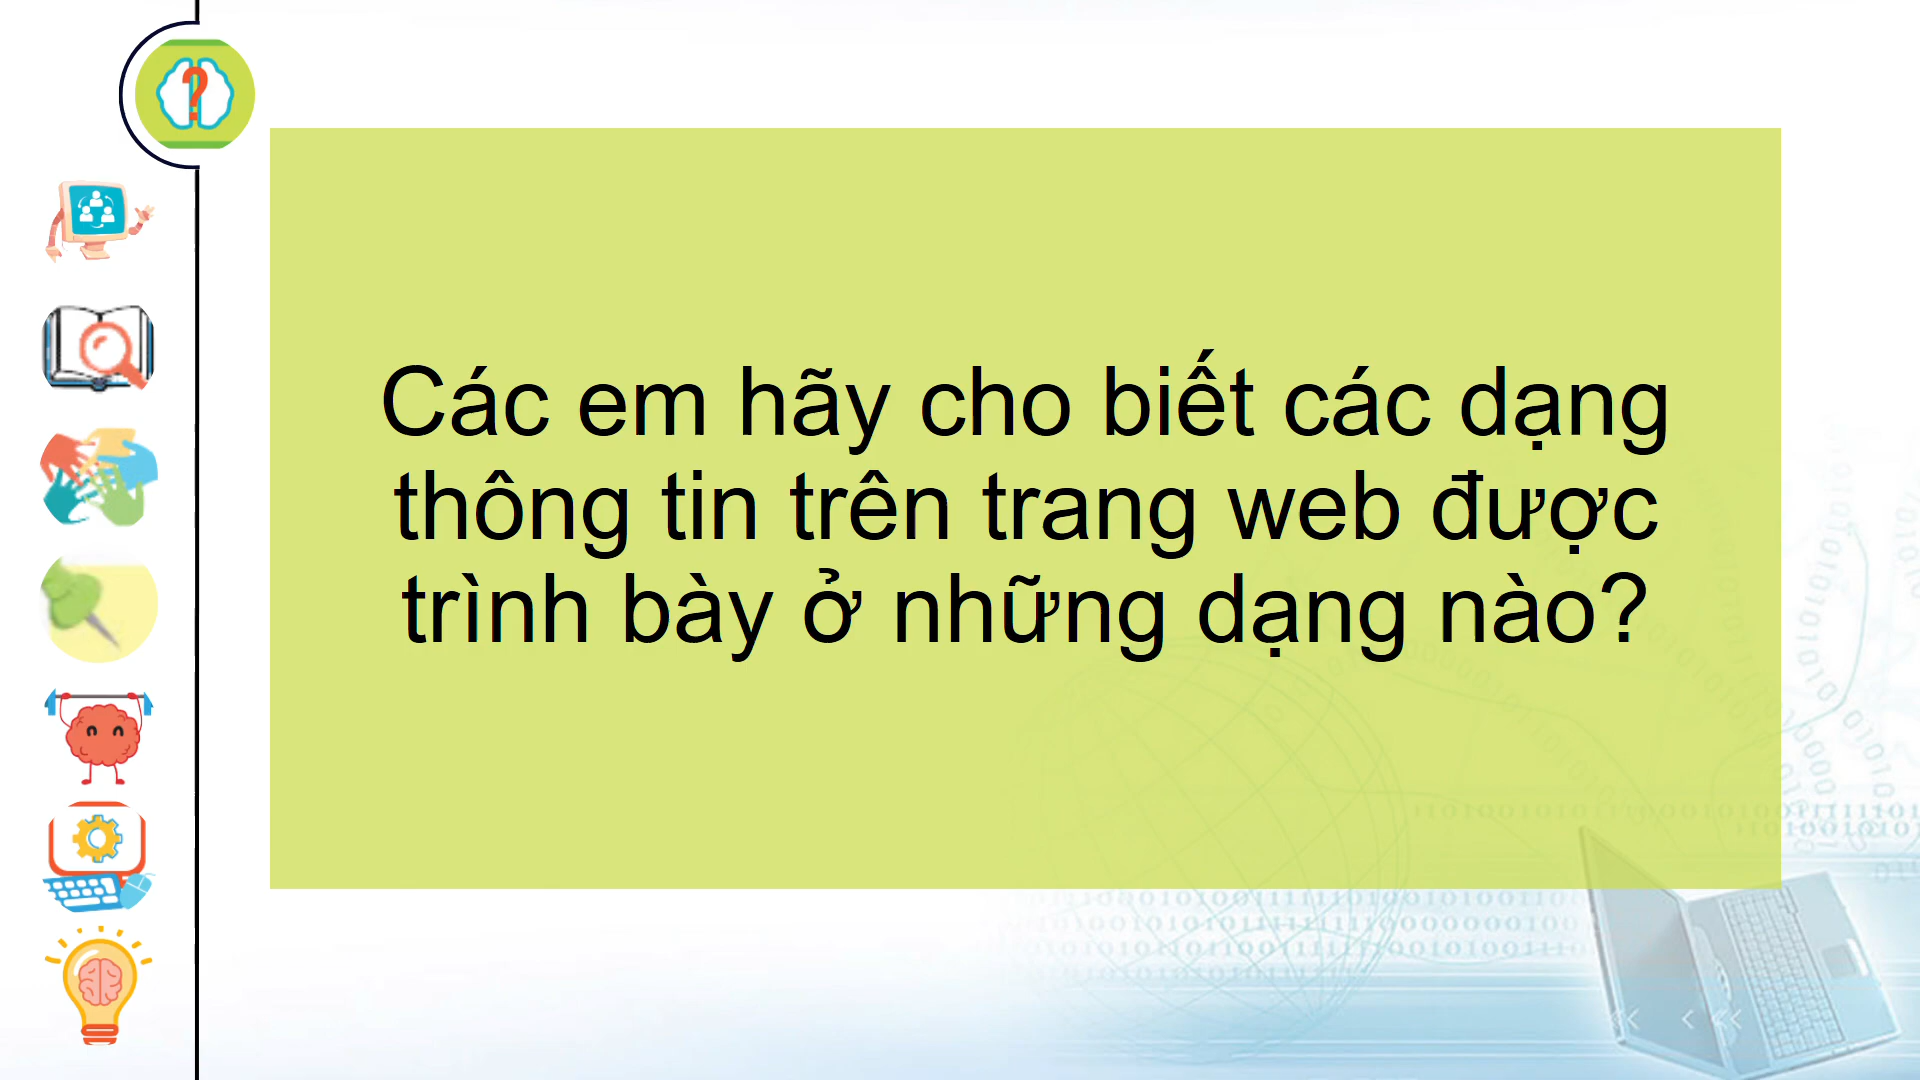 ?
Các em hãy cho biết các dạng
thông tin trên trang web được
trình bày ở những dạng nào?